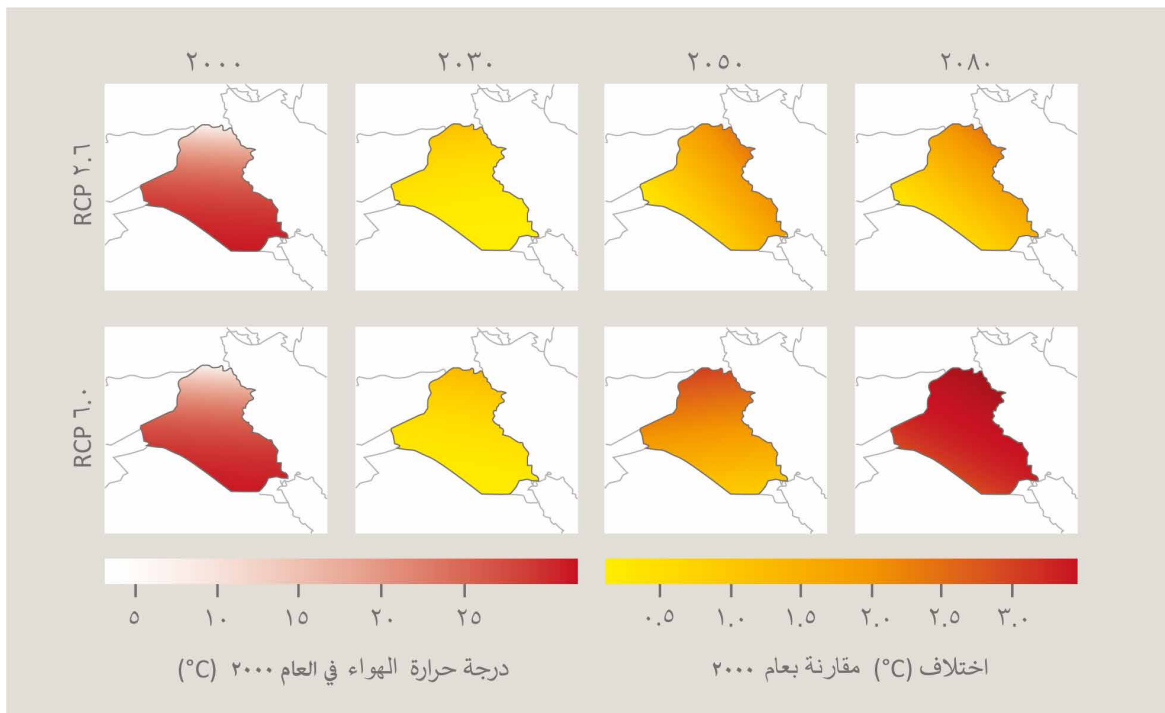 ٢٠٠٠ ٢٠٣٠ ٢٠٥٠ ٢٠٨٠
RCP ٢.٦
RCP ٦.٠
٥ ١٠ ١٥ ٢٠ ٢٥
درجة حرارة الهواء في العام ٢٠٠٠ (°C)
٠.٥ ١.٠ ١.٥ ٢.٠ ٢.٥ ٣.٠
اختلاف (°C) مقارنة بعام ٢٠٠٠